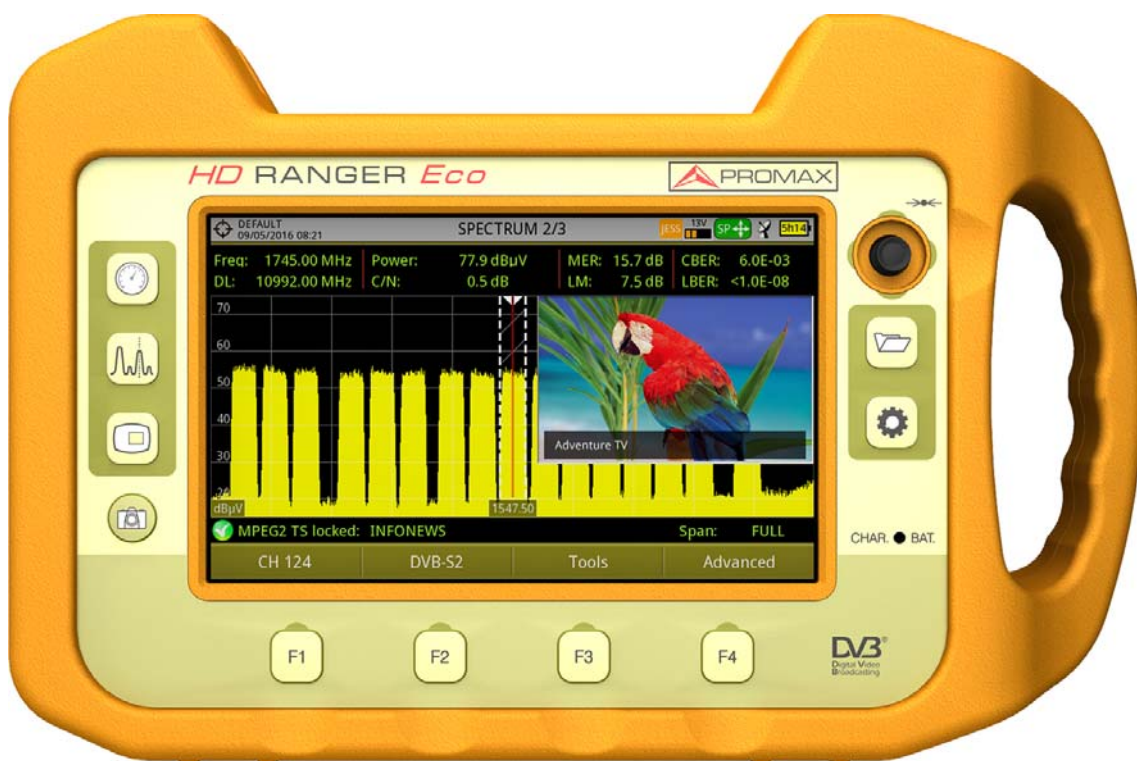 HD RANGER Eco
PROMAX
DEFAULT
09/05/2016 08:21
SPECTRUM 2/3
JESS
13V
SP
5h14
Freq: 1745.00 MHz Power: 77.9 dBµV MER: 15.7 dB CBER: 6.0E-03
DL: 10992.00 MHz C/N: 0.5 dB LM: 7.5 dB LBER: <1.0E-08
70
60
50
40
30
20
dBµV
Adventure TV
1547.50
MPEG2 TS locked: INFONEWS Span: FULL
CH 124 DVB-S2 Tools Advanced
CHAR. BAT.
F1 F2 F3 F4
DVB®
Digital Video
Broadcasting